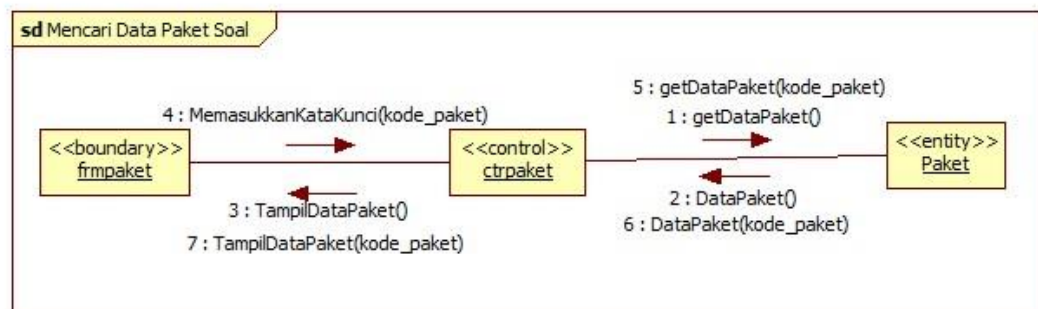 sd Mencari Data Paket Soal
5 : getDataPaket(kode_paket)
4 : MemasukkanKataKunci(kode_paket)
1 : getDataPaket()
<<boundary>>
frmpaket
<<control>>
ctrpaket
<<entity>>
Paket
3 : TampilDataPaket()
2 : DataPaket()
7 : TampilDataPaket(kode_paket)
6 : DataPaket(kode_paket)